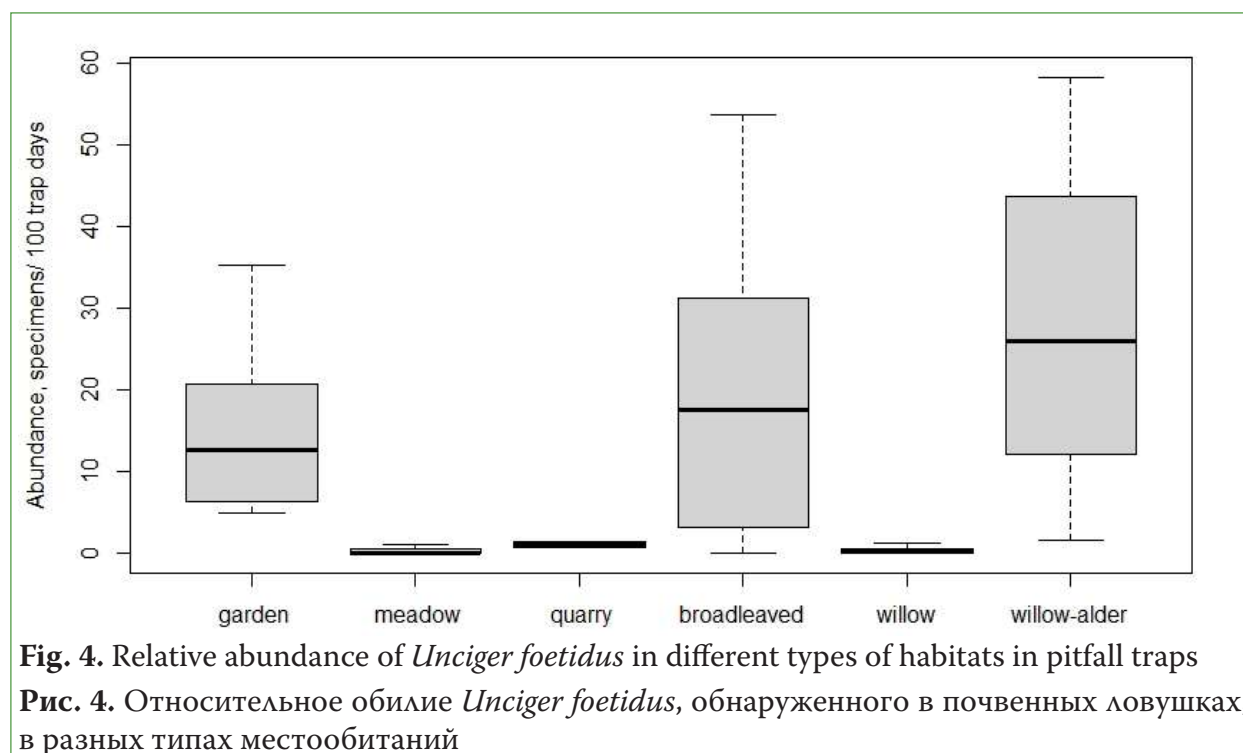 Abundance, specimens/ 100 trap days
60
50
40
30
20
10
0
garden meadow quarry broadleaved willow willow-alder
Fig. 4. Relative abundance of Unciger foetidus in different types of habitats in pitfall traps
Рис. 4. Относительное обилие Unciger foetidus, обнаруженного в почвенных ловушках,
в разных типах местообитаний